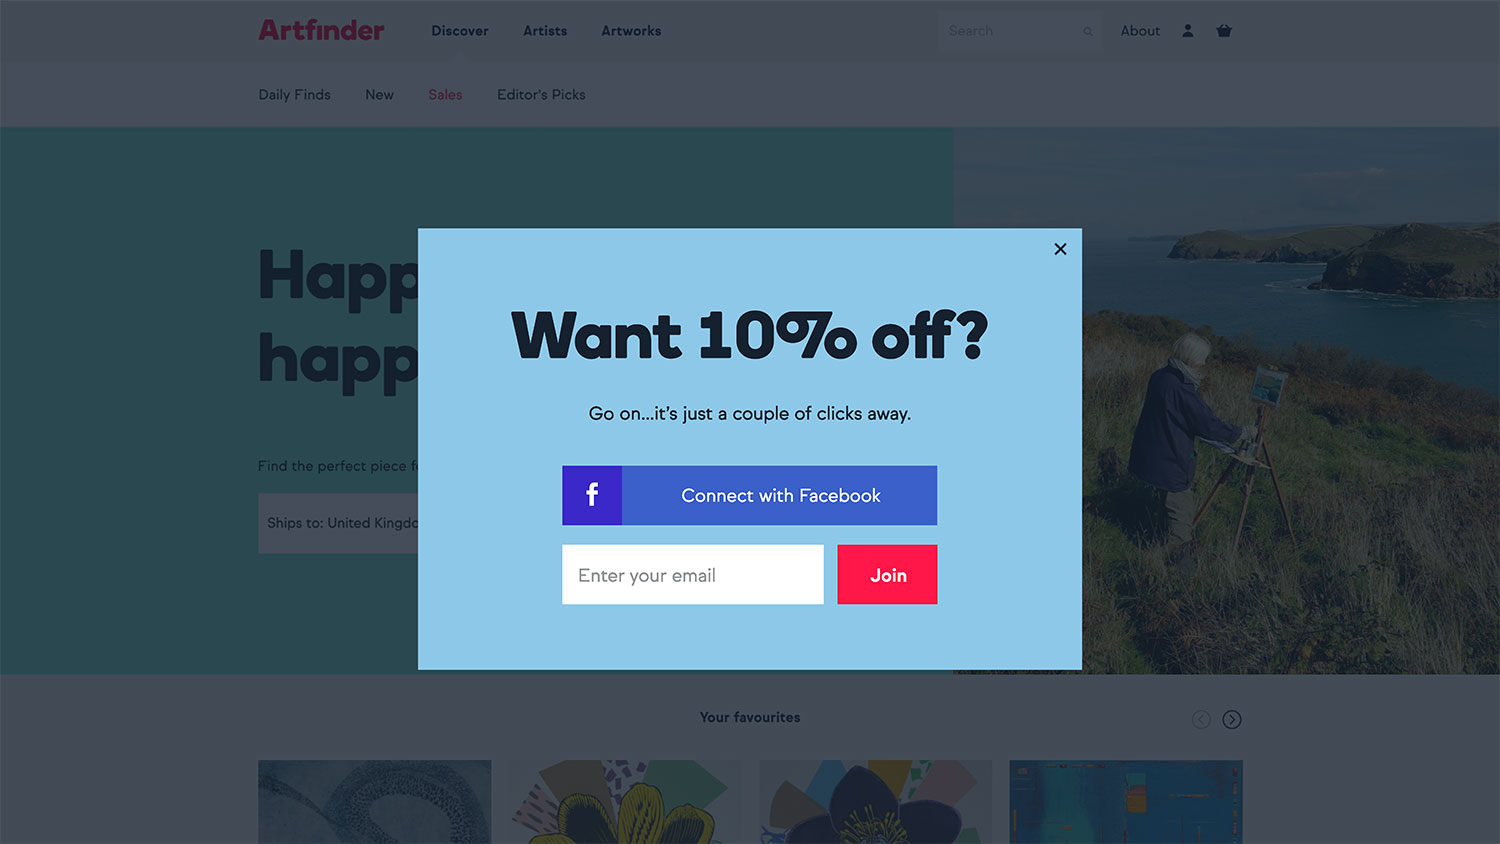 Artfinder
Discover
Artists
Artworks
Search
About
Daily Finds
New
Sales
Editor's Picks
Happ
happ
Find the perfect piece fo
Ships to: United Kingdo
Want 10% off?
Go on...it’s just a couple of clicks away.
f
Connect with Facebook
Enter your email
Join
Your favourites